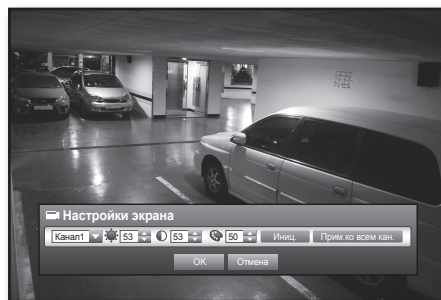 Настройки экрана
Канал1 53 53 50 Иниц. Прим.ко всем кан.
OK Отмена